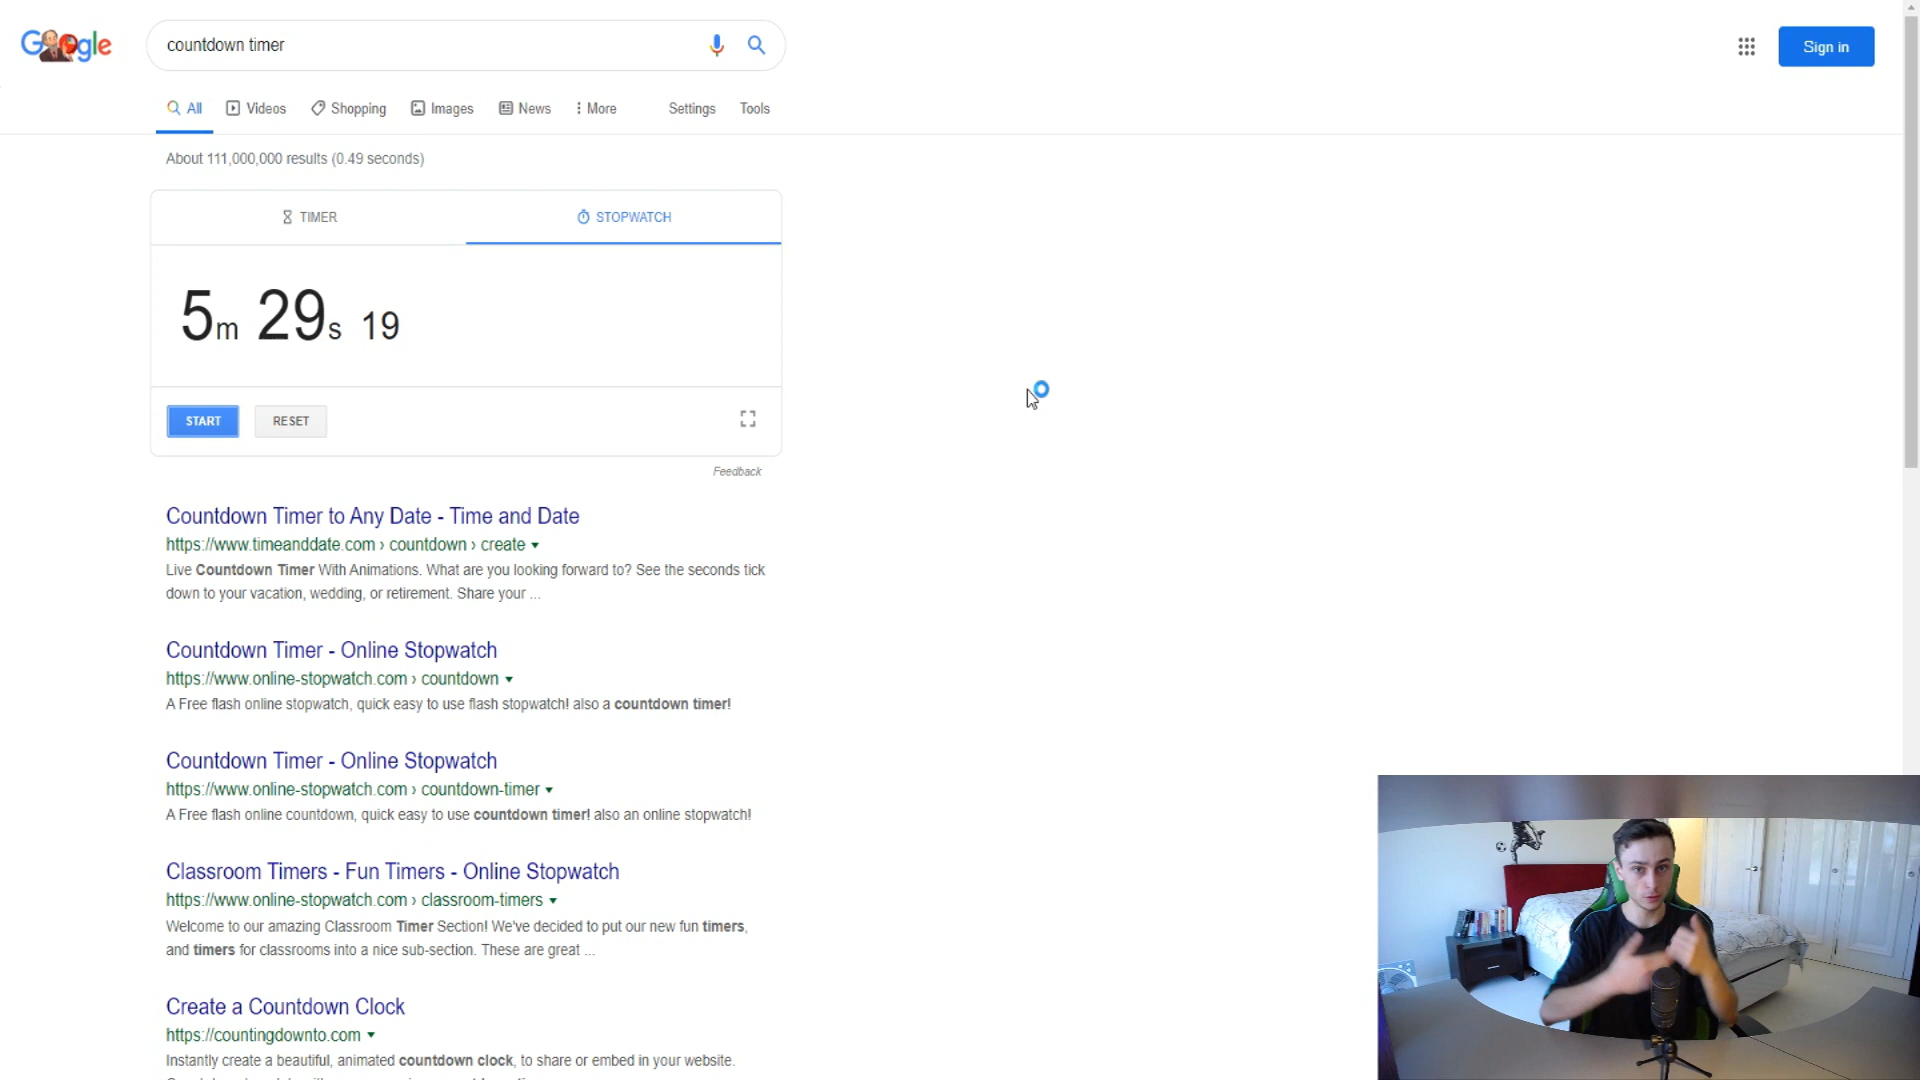 Google
countdown timer
Sign in
All Videos Shopping Images News More Settings Tools
About 111,000,000 results (0.49 seconds)
TIMER STOPWATCH
5m 29s 19
START RESET
Feedback
Countdown Timer to Any Date - Time and Date
https://www.timeanddate.com › countdown › create
Live Countdown Timer With Animations. What are you looking forward to? See the seconds tick
down to your vacation, wedding, or retirement. Share your ...
Countdown Timer - Online Stopwatch
https://www.online-stopwatch.com › countdown
A Free flash online stopwatch, quick easy to use flash stopwatch! also a countdown timer!
Countdown Timer - Online Stopwatch
https://www.online-stopwatch.com › countdown-timer
A Free flash online countdown, quick easy to use countdown timer! also an online stopwatch!
Classroom Timers - Fun Timers - Online Stopwatch
https://www.online-stopwatch.com › classroom-timers
Welcome to our amazing Classroom Timer Section! We've decided to put our new fun timers,
and timers for classrooms into a nice sub-section. These are great ...
Create a Countdown Clock
https://countingdownto.com
Instantly create a beautiful, animated countdown clock, to share or embed in your website.